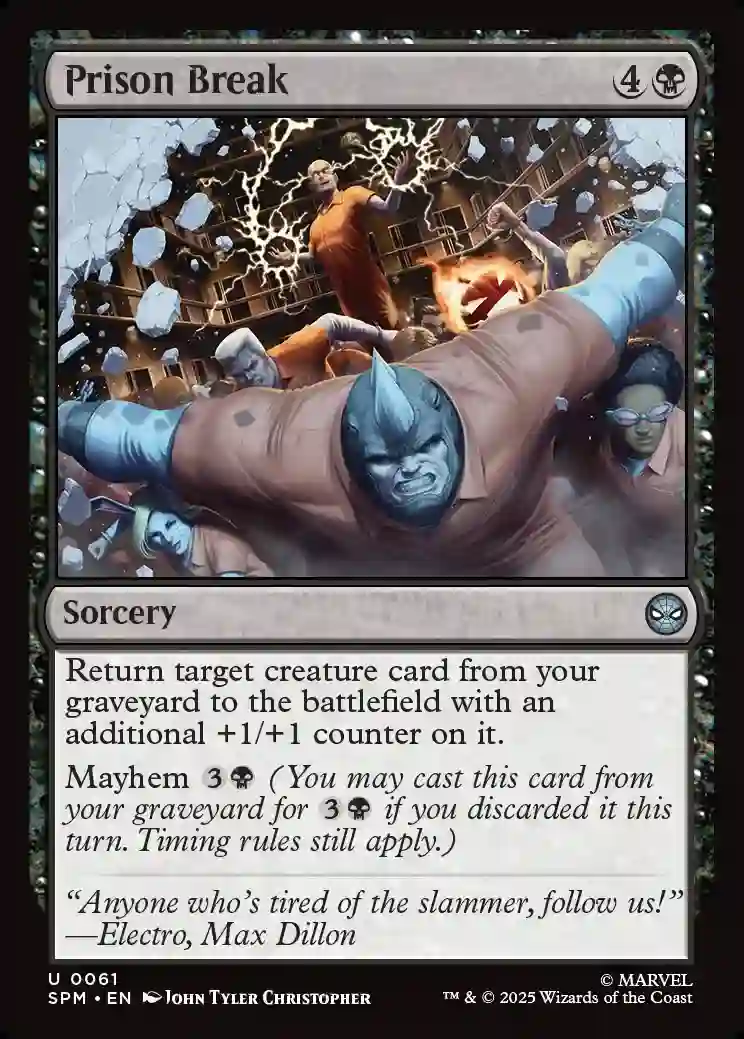 Prison Break 4
Sorcery
Return target creature card from your
graveyard to the battlefield with an
additional +1/+1 counter on it.
Mayhem 3 (You may cast this card from
your graveyard for 3 if you discarded it this
turn. Timing rules still apply.)
“Anyone who’s tired of the slammer, follow us!”
—Electro, Max Dillon
U 0061
SPM • EN John Tyler Christopher
© MARVEL
™ & © 2025 Wizards of the Coast